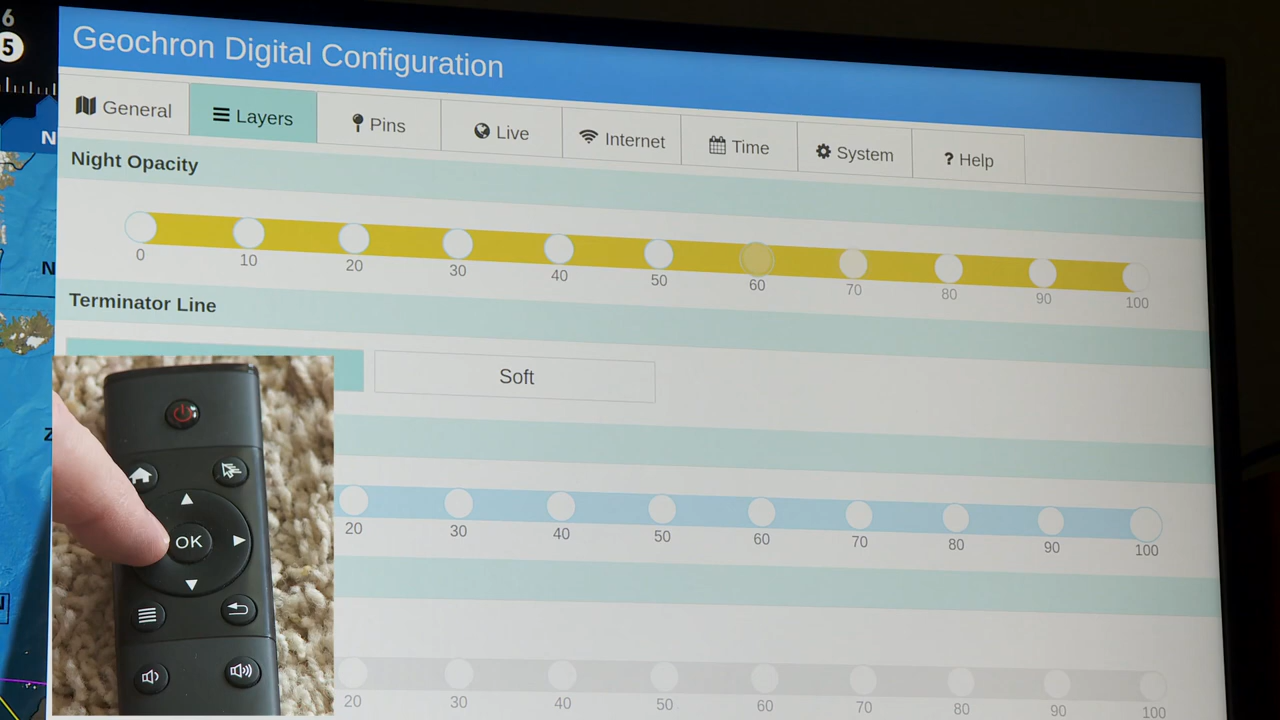 6
5
Geochron Digital Configuration
General
Layers
Pins
Live
Internet
Time
System
? Help
N
Night Opacity
0 10 20 30 40 50 60 70 80 90 100
N
Terminator Line
Soft
Z
20 30 40 50 60 70 80 90 100
OK
20 30 40 50 60 70 80 90 100